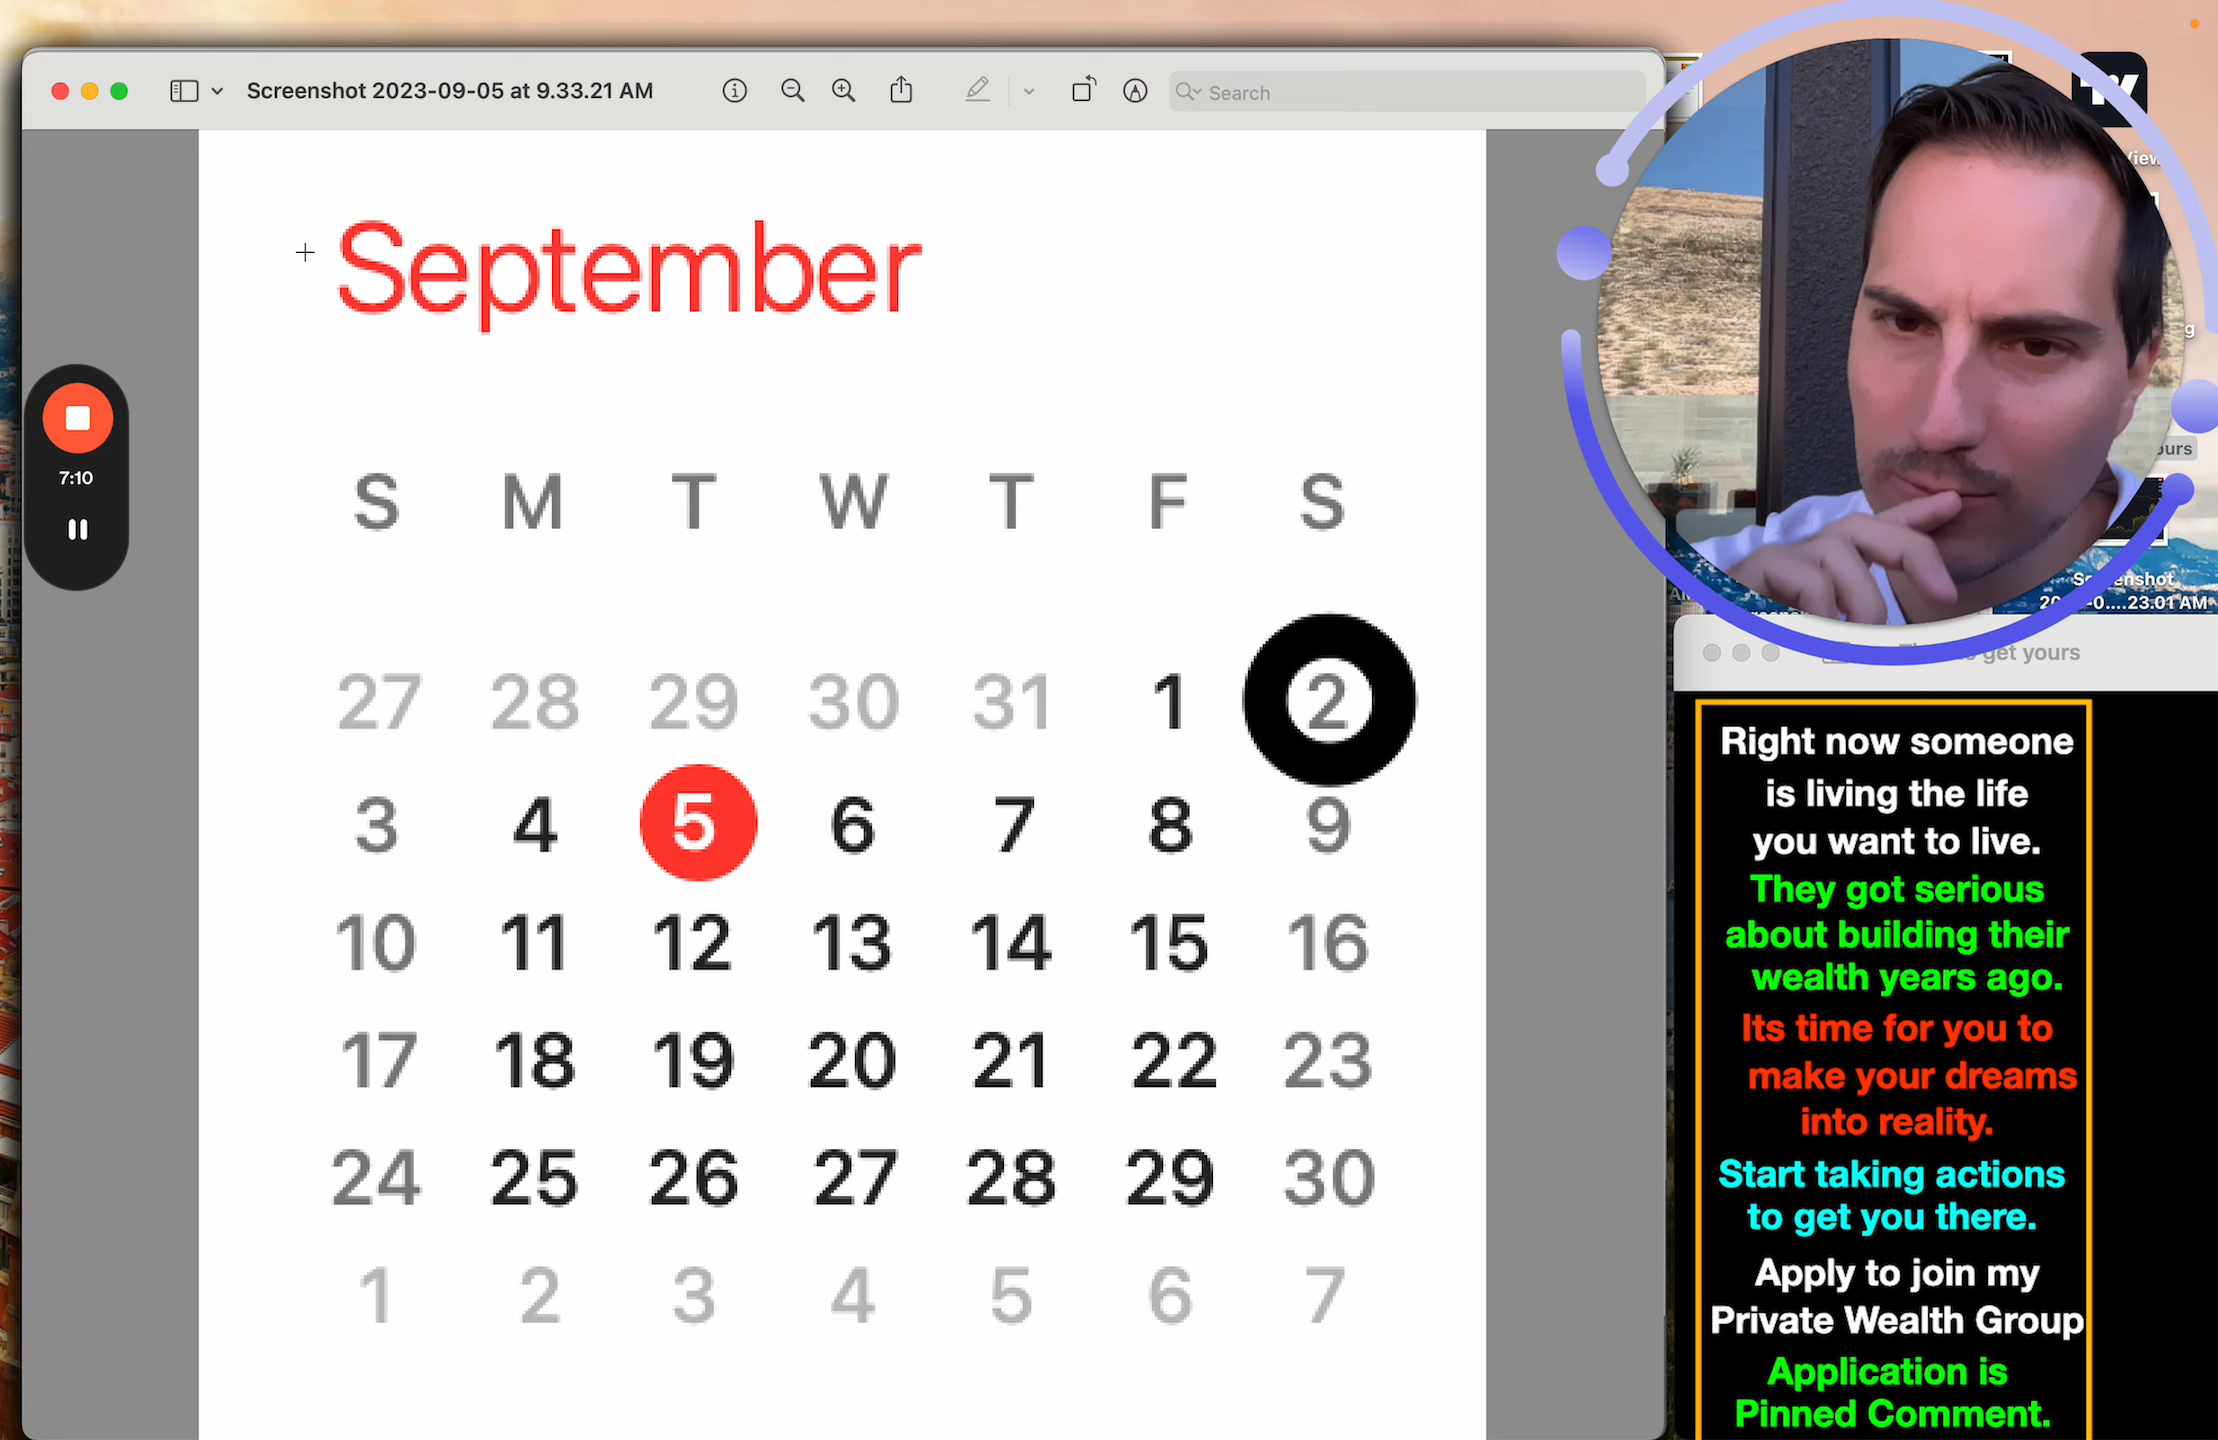 Screenshot 2023-09-05 at 9.33.21 AM
Search
September
S M T W T F S
27 28 29 30 31 1 2
3 4 5 6 7 8 9
10 11 12 13 14 15 16
17 18 19 20 21 22 23
24 25 26 27 28 29 30
1 2 3 4 5 6 7
7:10
get yours
Right now someone
is living the life
you want to live.
They got serious
about building their
wealth years ago.
Its time for you to
make your dreams
into reality.
Start taking actions
to get you there.
Apply to join my
Private Wealth Group
Application is
Pinned Comment.